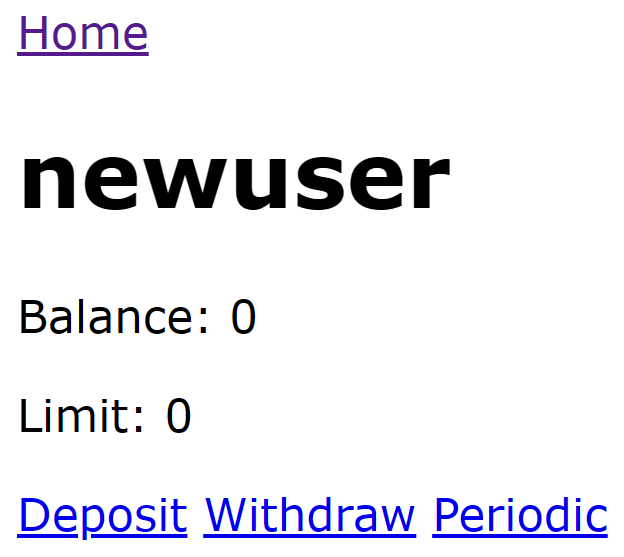 Home
newuser
Balance: 0
Limit: 0
Deposit Withdraw Periodic